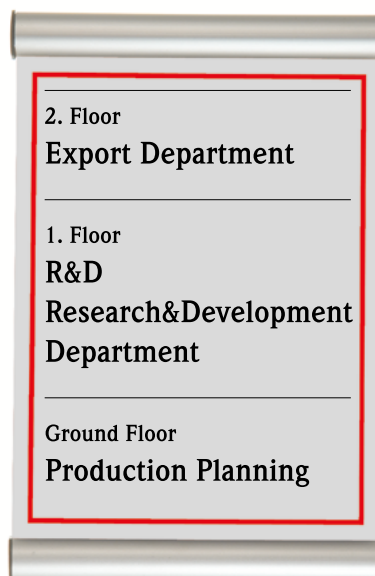 2. Floor
Export Department
1. Floor
R&D
Research&Development
Department
Ground Floor
Production Planning